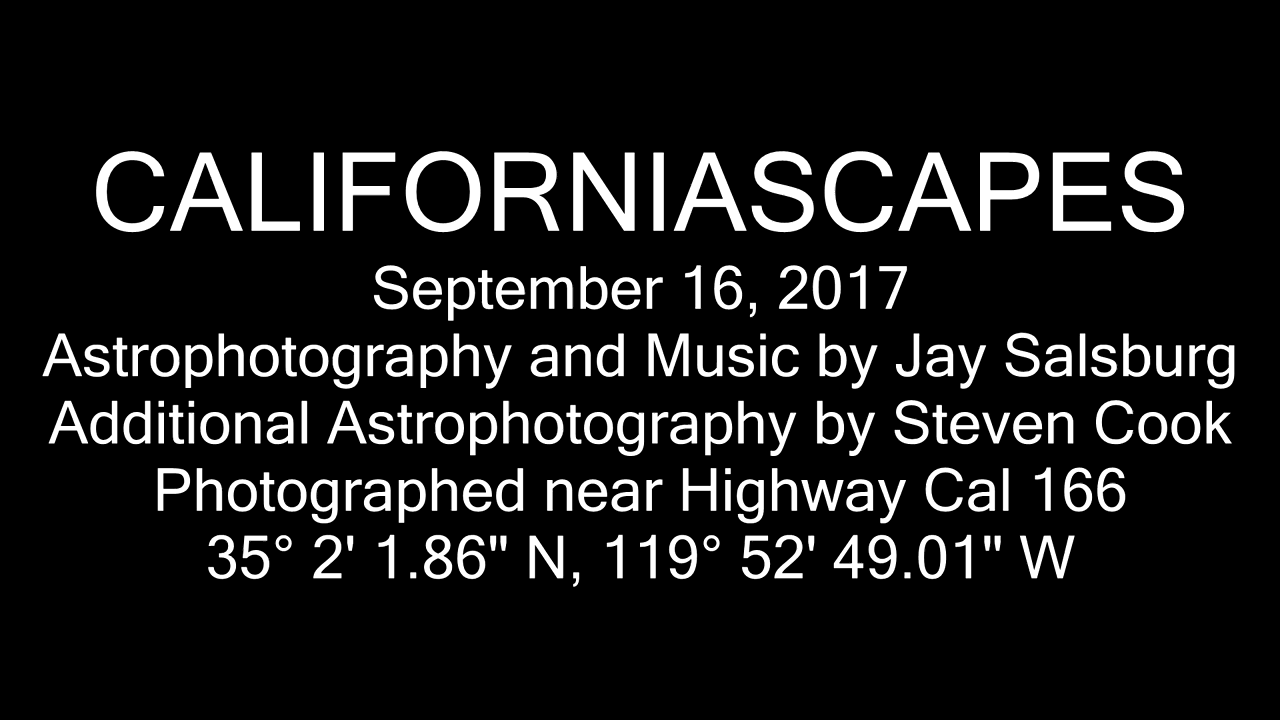 CALIFORNIASCAPES
September 16, 2017
Astrophotography and Music by Jay Salsburg
Additional Astrophotography by Steven Cook
Photographed near Highway Cal 166
35° 2' 1.86" N, 119° 52' 49.01" W